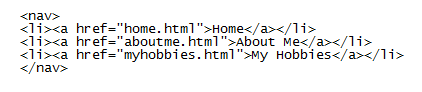 <nav>
<li><a href="home.html">Home</a></li>
<li><a href="aboutme.html">About Me</a></li>
<li><a href="myhobbies.html">My Hobbies</a></li>
</nav>